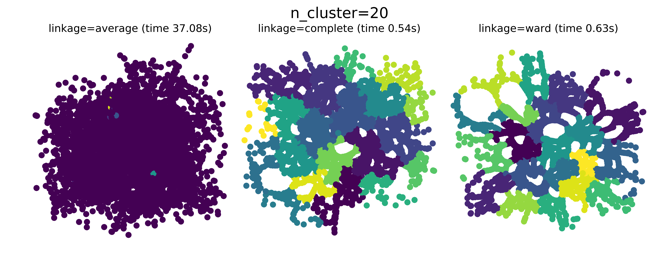 n_cluster=20
linkage=average (time 37.08s)
linkage=complete (time 0.54s)
linkage=ward (time 0.63s)